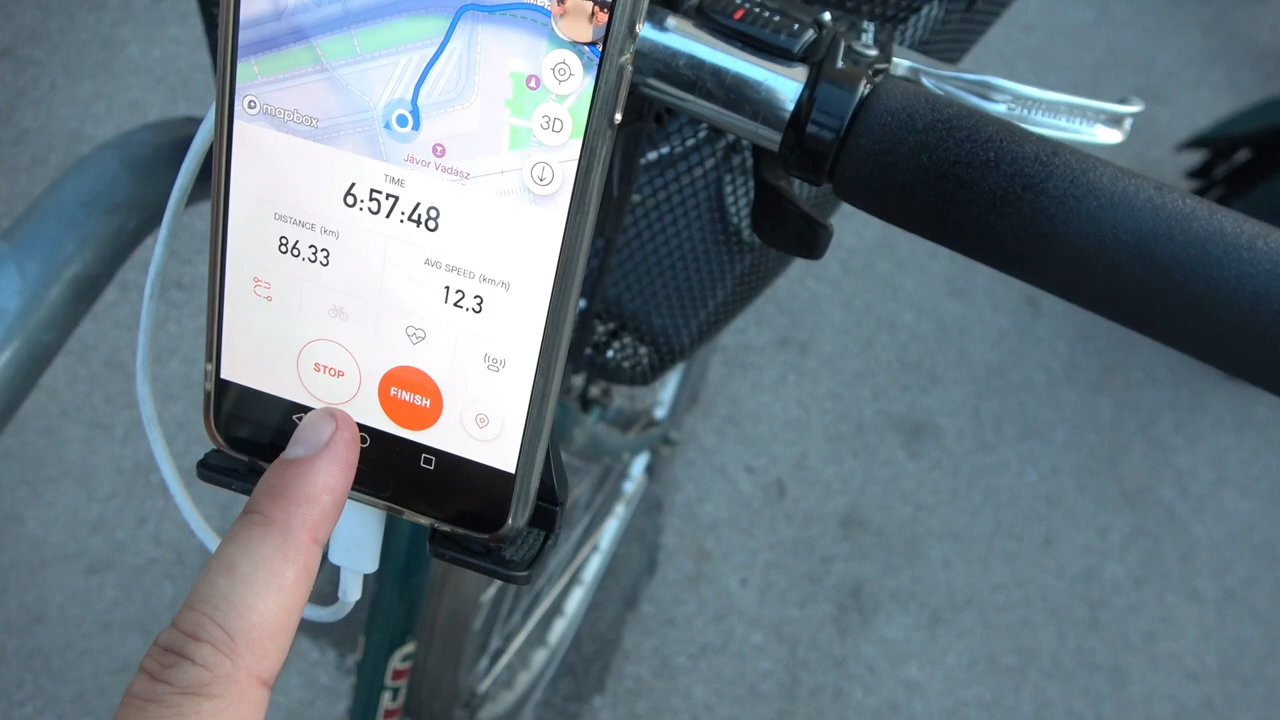 mapbox
3D
Jávor Vadász
TIME
6:57:48
DISTANCE (km)
86,33
AVG SPEED (km/h)
12,3
STOP
FINISH